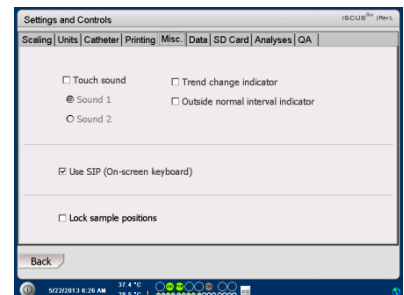 Settings and Controls ISCUSflex |Rev L
Scaling Units Catheter Printing Misc. Data SD Card Analyses QA
Touch sound
Trend change indicator
Sound 1
Outside normal interval indicator
Sound 2
Use SIP (On-screen keyboard)
Lock sample positions
Back
5/22/2013 6:26 AM 37.4 °C